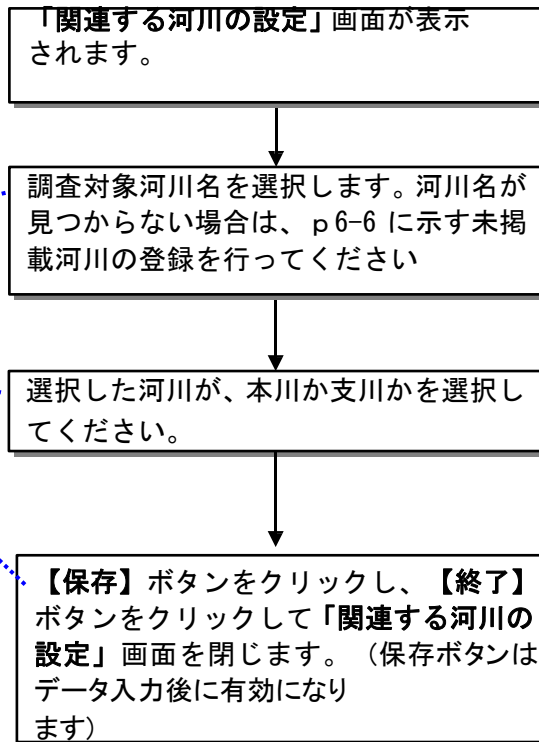 「関連する河川の設定」画面が表示
されます。
調査対象河川名を選択します。河川名が
見つからない場合は、ｐ6-6 に示す未掲
載河川の登録を行ってください
選択した河川が、本川か支川かを選択し
てください。
【保存】ボタンをクリックし、【終了】
ボタンをクリックして「関連する河川の
設定」画面を閉じます。（保存ボタンは
データ入力後に有効になり
ます）